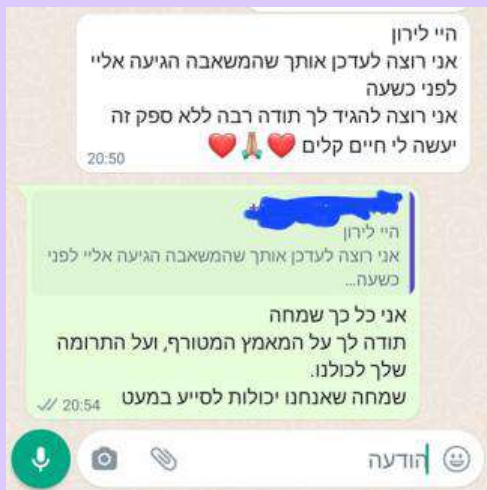 היי לירון
אני רוצה לעדכן אותך שהמשאבה הגיעה אליי
לפני כשעה
אני רוצה להגיד לך תודה רבה ללא ספק זה
יעשה לי חיים קלים ❤️🙏🏼❤️
20:50
היי לירון
אני רוצה לעדכן אותך שהמשאבה הגיעה אליי לפני
כשעה...
אני כל כך שמחה
תודה לך על המאמץ המטורף, ועל התרומה
שלך לכולנו.
שמחה שאנחנו יכולות לסייע במעט
20:54
הודעה